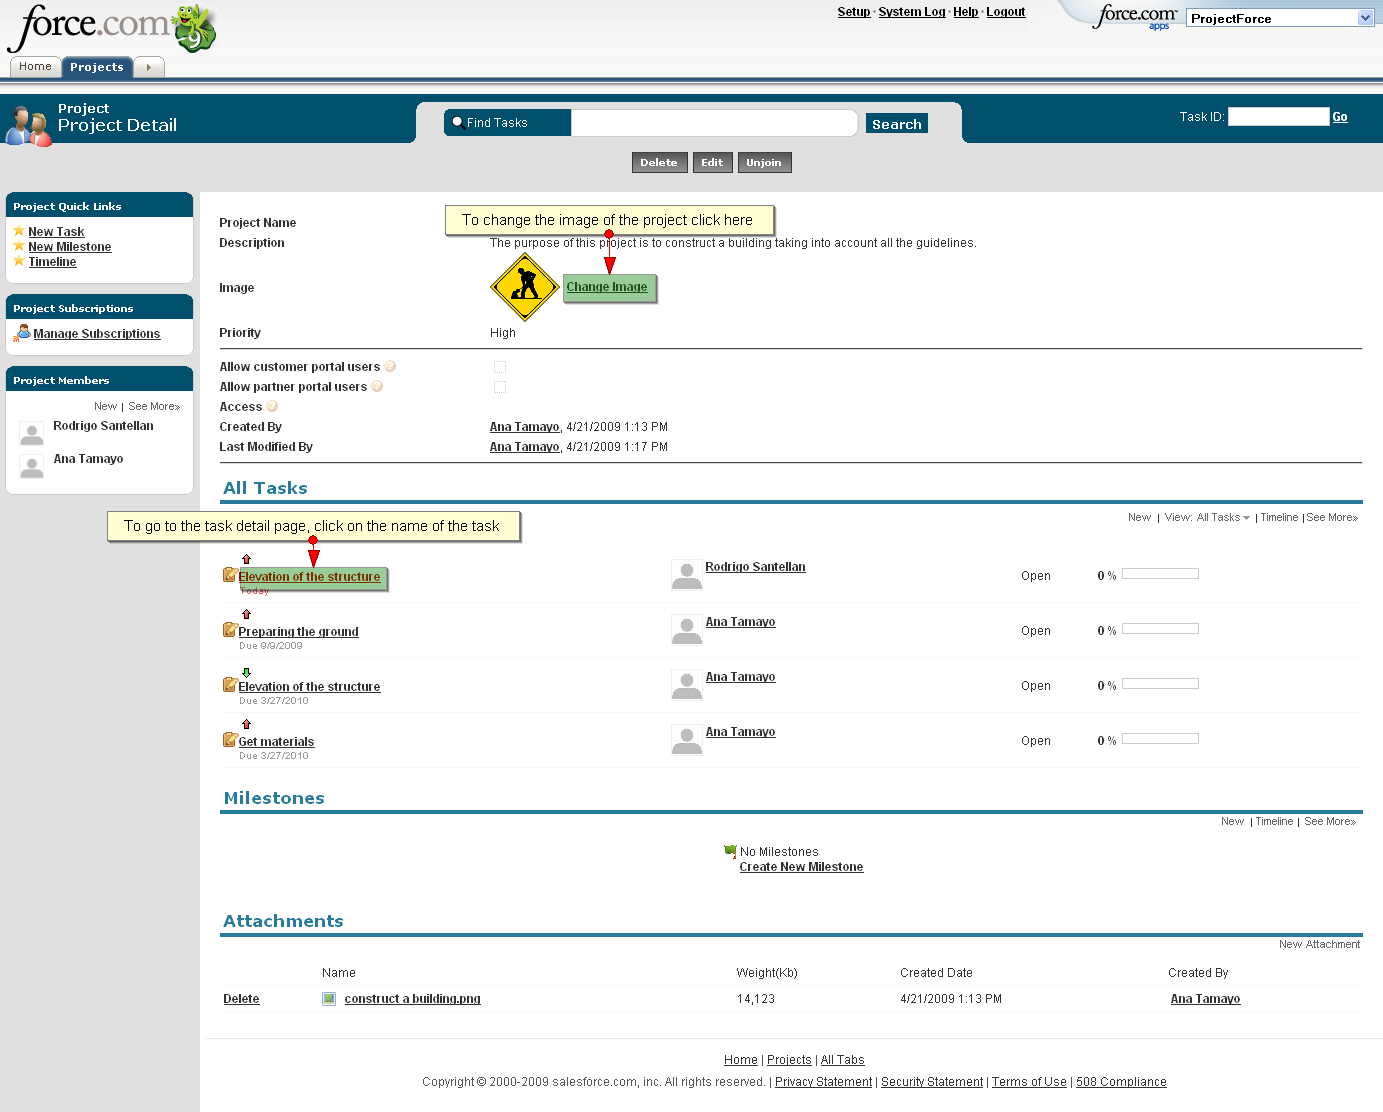 force.com
9
Setup · System Log · Help · Logout
force.com
apps
ProjectForce
Home
Projects
Project
Project Detail
Find Tasks
Search
Task ID:
Go
Delete
Edit
Unjoin
Project Quick Links
New Task
New Milestone
Timeline
Project Subscriptions
Manage Subscriptions
Project Members
New | See More»
Rodrigo Santellan
Ana Tamayo
Project Name
To change the image of the project click here
Description
The purpose of this project is to construct a building taking into account all the guidelines.
Image
Change Image
Priority
High
Allow customer portal users ?
Allow partner portal users ?
Access ?
Created By
Ana Tamayo, 4/21/2009 1:13 PM
Last Modified By
Ana Tamayo, 4/21/2009 1:17 PM
All Tasks
New | View: All Tasks | Timeline | See More»
To go to the task detail page, click on the name of the task
Elevation of the structure
Today
Rodrigo Santellan
Open
0 %
Preparing the ground
Due 9/9/2009
Ana Tamayo
Open
0 %
Elevation of the structure
Due 3/27/2010
Ana Tamayo
Open
0 %
Get materials
Due 3/27/2010
Ana Tamayo
Open
0 %
Milestones
New | Timeline | See More»
No Milestones
Create New Milestone
Attachments
New Attachment
Name
Weight(Kb)
Created Date
Created By
Delete
construct a building.png
14,123
4/21/2009 1:13 PM
Ana Tamayo
Home | Projects | All Tabs
Copyright © 2000-2009 salesforce.com, inc. All rights reserved. | Privacy Statement | Security Statement | Terms of Use | 508 Compliance